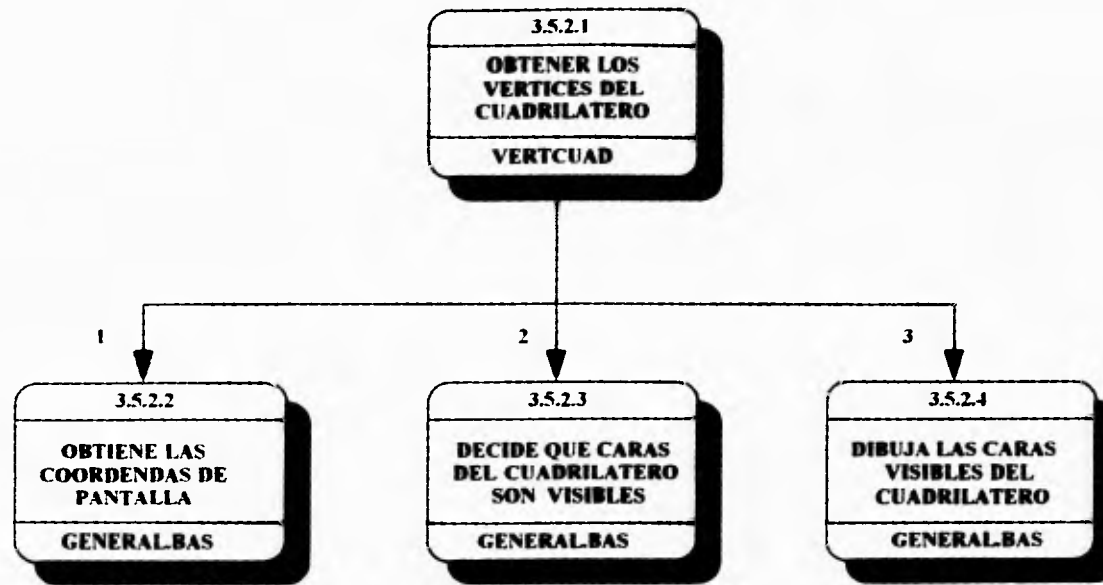 3.5.2.1
OBTENER LOS
VERTICES DEL
CUADRILATERO
VERTCUAD
1
2
3
3.5.2.2
OBTIENE LAS
COORDENDAS DE
PANTALLA
GENERAL.BAS
3.5.2.3
DECIDE QUE CARAS
DEL CUADRILATERO
SON VISIBLES
GENERAL.BAS
3.5.2.4
DIBUJA LAS CARAS
VISIBLES DEL
CUADRILATERO
GENERAL.BAS